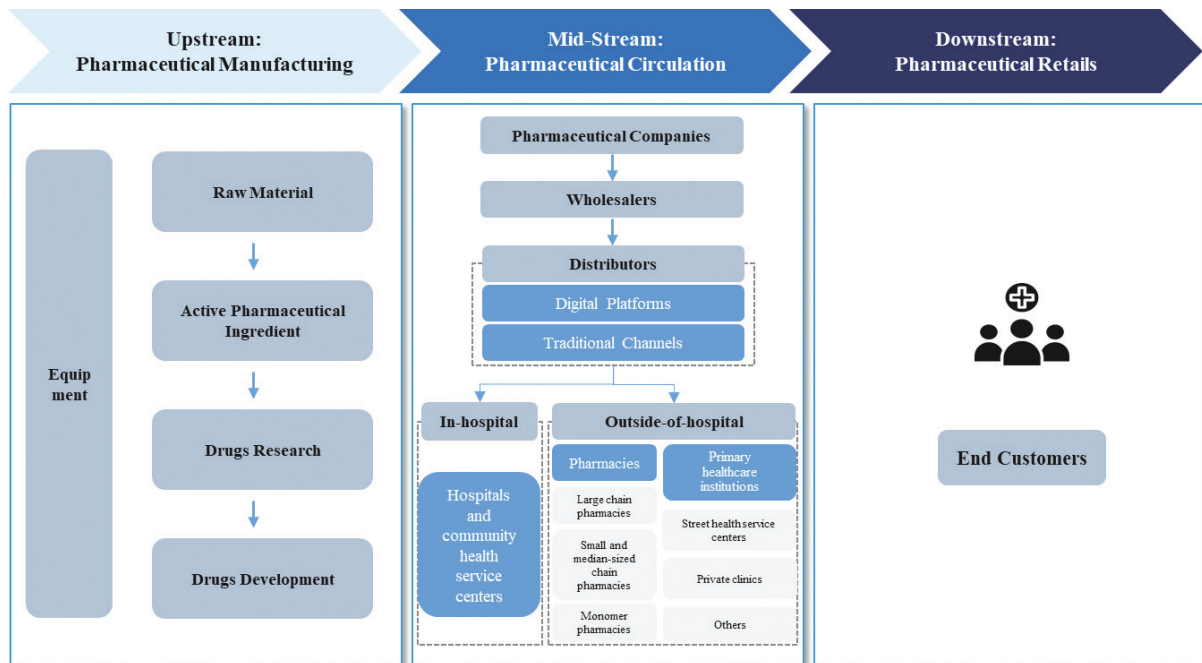 Upstream:
Pharmaceutical Manufacturing
Mid-Stream:
Pharmaceutical Circulation
Downstream:
Pharmaceutical Retails
Equip
ment
Raw Material
Active Pharmaceutical
Ingredient
Drugs Research
Drugs Development
Pharmaceutical Companies
Wholesalers
Distributors
Digital Platforms
Traditional Channels
In-hospital
Hospitals
and
community
health
service
centers
Outside-of-hospital
Pharmacies
Large chain
pharmacies
Small and
median-sized
chain
pharmacies
Monomer
pharmacies
Primary
healthcare
institutions
Street health service
centers
Private clinics
Others
End Customers